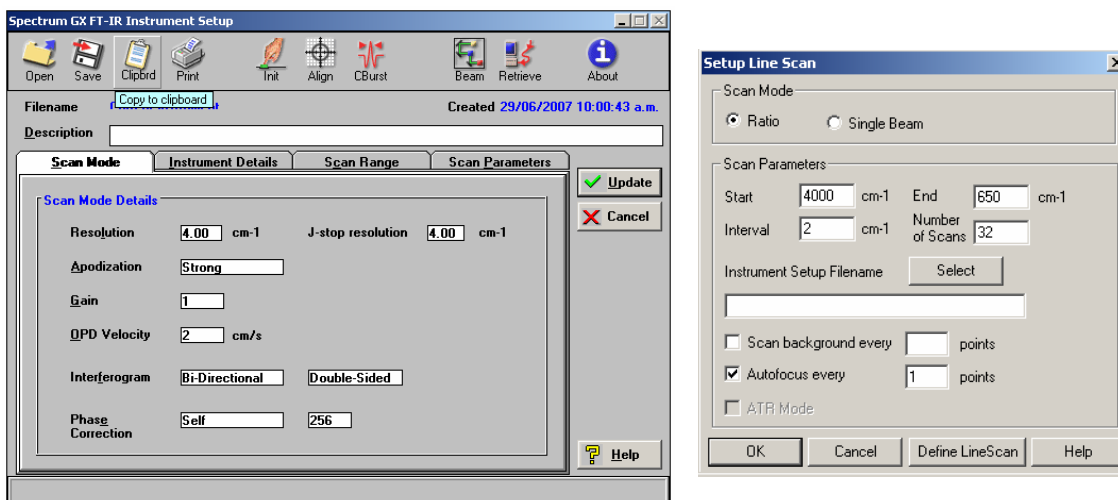 Spectrum GX FT-IR Instrument Setup
Open Save Clipbrd Print Init Align CBurst Beam Retrieve About
Copy to clipboard
Filename Created 29/06/2007 10:00:43 a.m.
Description
Scan Mode Instrument Details Scan Range Scan Parameters
Update
Cancel
Scan Mode Details
Resolution 4.00 cm-1 J-stop resolution 4.00 cm-1
Apodization Strong
Gain 1
OPD Velocity 2 cm/s
Interferogram Bi-Directional Double-Sided
Phase Correction Self 256
Help
Setup Line Scan
Scan Mode
Ratio Single Beam
Scan Parameters
Start 4000 cm-1 End 650 cm-1
Interval 2 cm-1 Number of Scans 32
Instrument Setup Filename Select
Scan background every points
Autofocus every 1 points
ATR Mode
OK Cancel Define LineScan Help